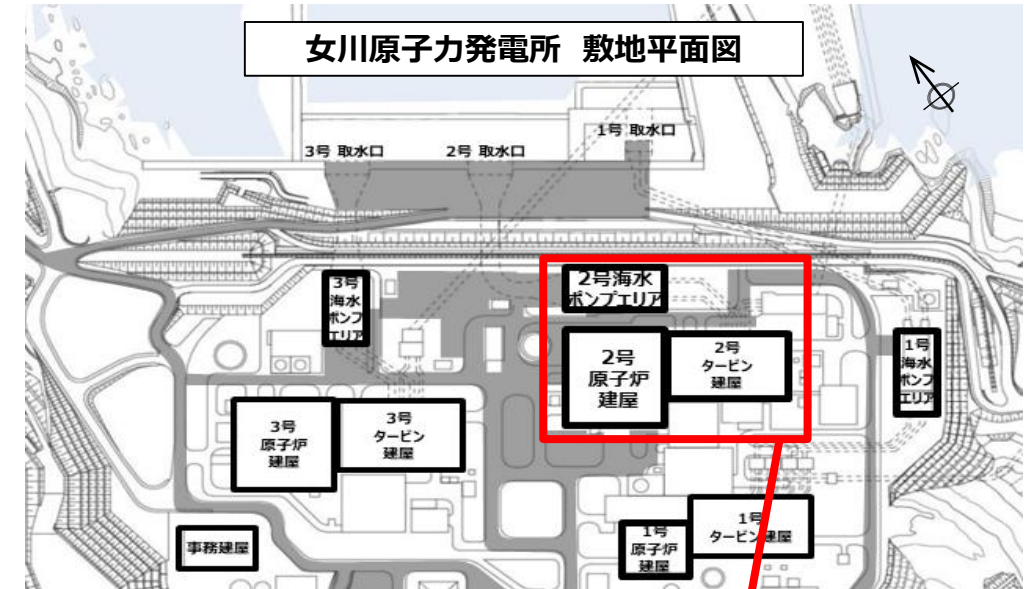 女川原子力発電所 敷地平面図
3号 取水口
2号 取水口
1号 取水口
3号
海水
ポンプ
エリア
2号海水
ポンプエリア
2号
原子炉
建屋
2号
タービン
建屋
1号
海水
ポンプ
エリア
3号
原子炉
建屋
3号
タービン
建屋
事務建屋
1号
原子炉
建屋
1号
タービン建屋